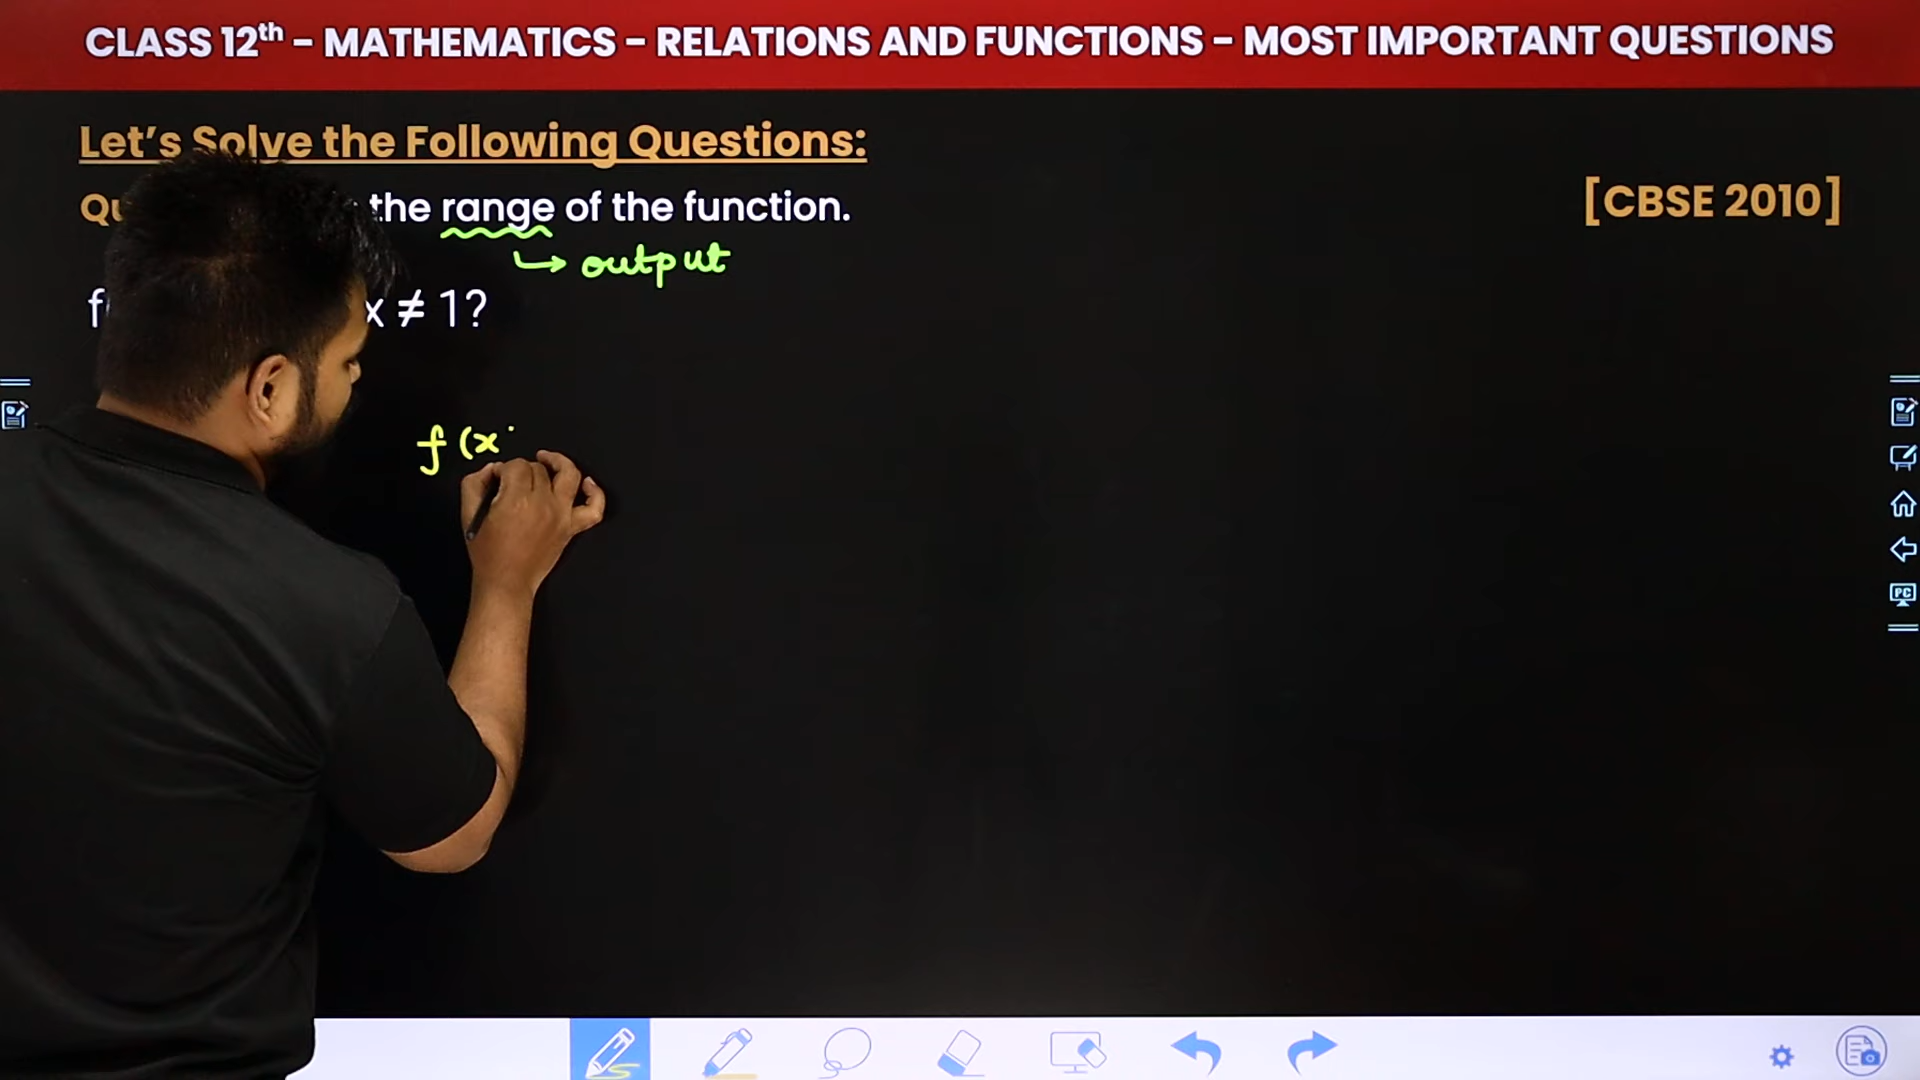 CLASS 12th - MATHEMATICS - RELATIONS AND FUNCTIONS - MOST IMPORTANT QUESTIONS
Let's Solve the Following Questions:
the range of the function.
[CBSE 2010]
output
x ≠ 1?
f(x
PC